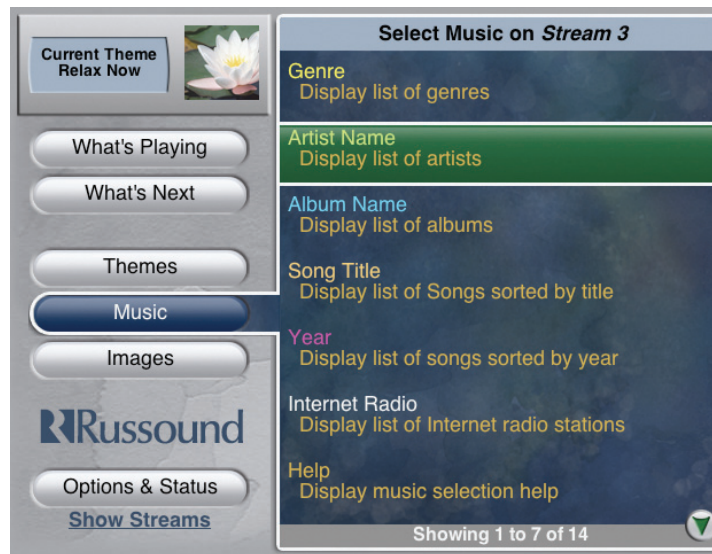 Current Theme
Relax Now
What's Playing
What's Next
Themes
Music
Images
Russound
Options & Status
Show Streams
Select Music on Stream 3
Genre
Display list of genres
Artist Name
Display list of artists
Album Name
Display list of albums
Song Title
Display list of Songs sorted by title
Year
Display list of songs sorted by year
Internet Radio
Display list of Internet radio stations
Help
Display music selection help
Showing 1 to 7 of 14